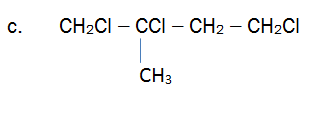 c. CH₂Cl – CCl – CH₂ – CH₂Cl
CH₃